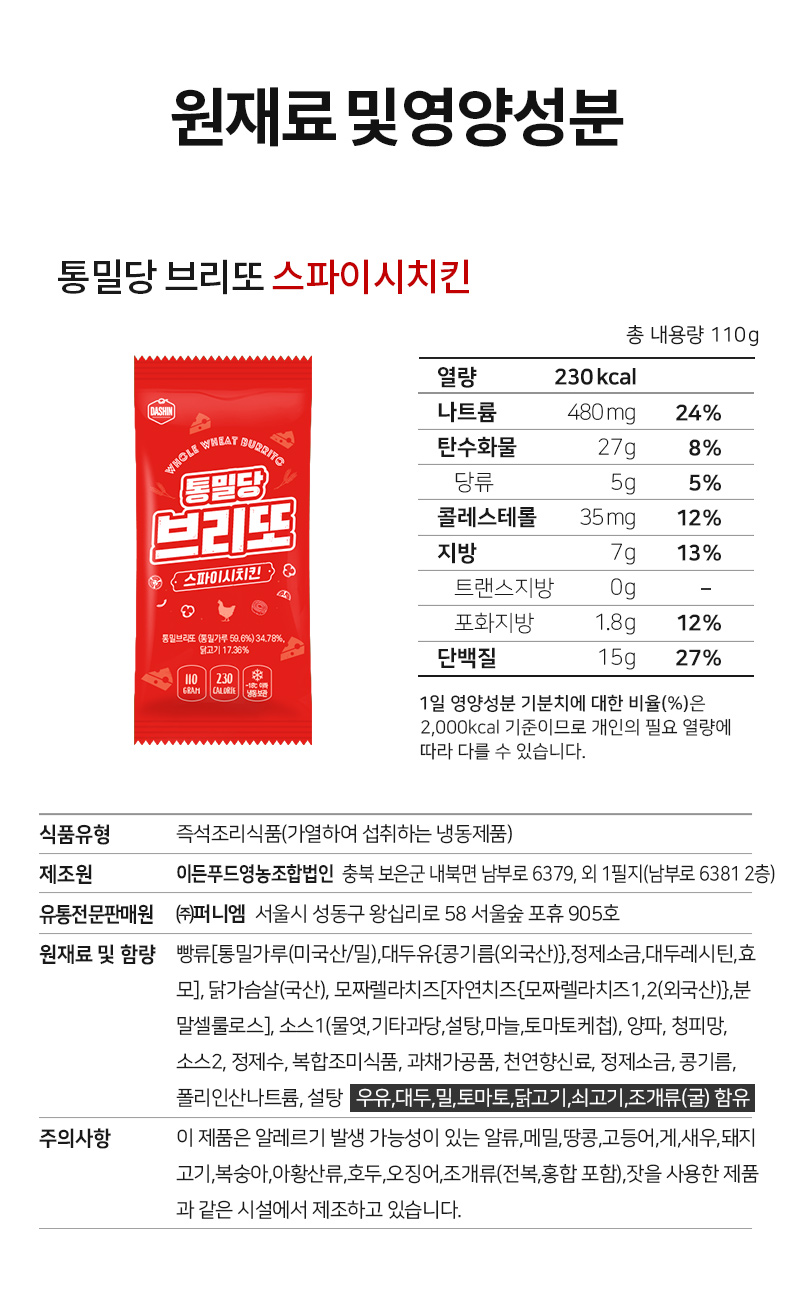 원재료 및 영양성분
통밀당 브리또 스파이시치킨
총 내용량 110g
DASHIN
WHOLE WHEAT BURRITO
통밀당
브리또
스파이시치킨
통밀브리또 (통밀가루 59.6%) 34.78%,
닭고기 17.36%
110 GRAM
230 CALORIE
-18℃ 이하 냉동보관
열량 230kcal
나트륨 480mg 24%
탄수화물 27g 8%
당류 5g 5%
콜레스테롤 35mg 12%
지방 7g 13%
트랜스지방 0g –
포화지방 1.8g 12%
단백질 15g 27%
1일 영양성분 기분치에 대한 비율(%)은
2,000kcal 기준이므로 개인의 필요 열량에
따라 다를 수 있습니다.
식품유형 즉석조리식품(가열하여 섭취하는 냉동제품)
제조원 이든푸드영농조합법인 충북 보은군 내북면 남부로 6379, 외 1필지(남부로 6381 2층)
유통전문판매원 ㈜퍼니엠 서울시 성동구 왕십리로 58 서울숲 포휴 905호
원재료 및 함량 빵류[통밀가루(미국산/밀),대두유{콩기름(외국산)},정제소금,대두레시틴,효
모], 닭가슴살(국산), 모짜렐라치즈[자연치즈{모짜렐라치즈1,2(외국산)},분
말셀룰로스], 소스1(물엿,기타과당,설탕,마늘,토마토케첩), 양파, 청피망,
소스2, 정제수, 복합조미식품, 과채가공품, 천연향신료, 정제소금, 콩기름,
폴리인산나트륨, 설탕 우유,대두,밀,토마토,닭고기,쇠고기,조개류(굴) 함유
주의사항 이 제품은 알레르기 발생 가능성이 있는 알류,메밀,땅콩,고등어,게,새우,돼지
고기,복숭아,아황산류,호두,오징어,조개류(전복,홍합 포함),잣을 사용한 제품
과 같은 시설에서 제조하고 있습니다.